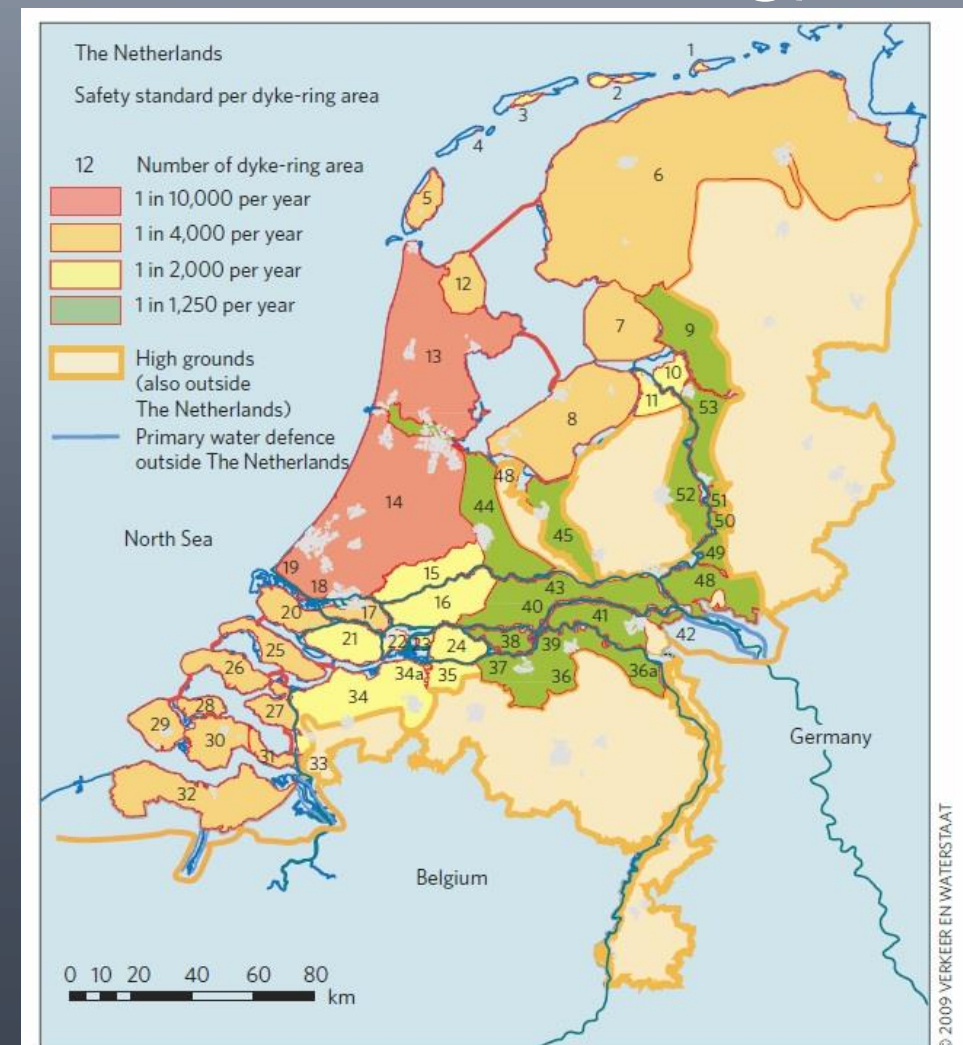 The Netherlands
Safety standard per dyke-ring area
12 Number of dyke-ring area
1 in 10,000 per year
1 in 4,000 per year
1 in 2,000 per year
1 in 1,250 per year
High grounds
(also outside
The Netherlands)
Primary water defence
outside The Netherlands
1
2
3
4
5
6
12
7
9
13
10
11
53
8
48
14
44
52
51
50
45
49
North Sea
19
18
15
43
48
20
17
16
40
41
21
22
23
24
38
39
42
25
26
34a
35
37
36
36a
34
27
28
29
30
31
33
32
Germany
Belgium
0 10 20 40 60 80
km
© 2009 VERKEER EN WATERSTAAT